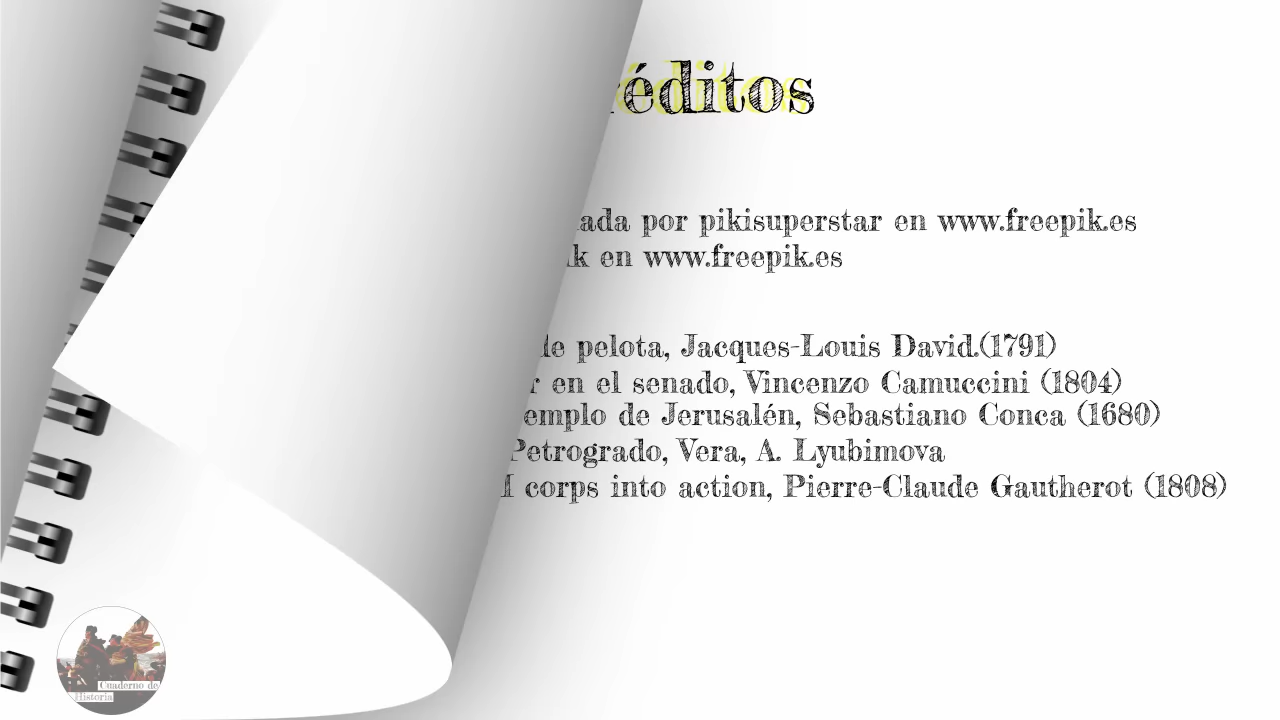 éditos
ada por pikisuperstar en www.freepik.es
ik en www.freepik.es
de pelota, Jacques-Louis David.(1791)
r en el senado, Vincenzo Camuccini (1804)
emplo de Jerusalén, Sebastiano Conca (1680)
Petrogrado, Vera, A. Lyubimova
I corps into action, Pierre-Claude Gautherot (1808)
Cuaderno de
Historia